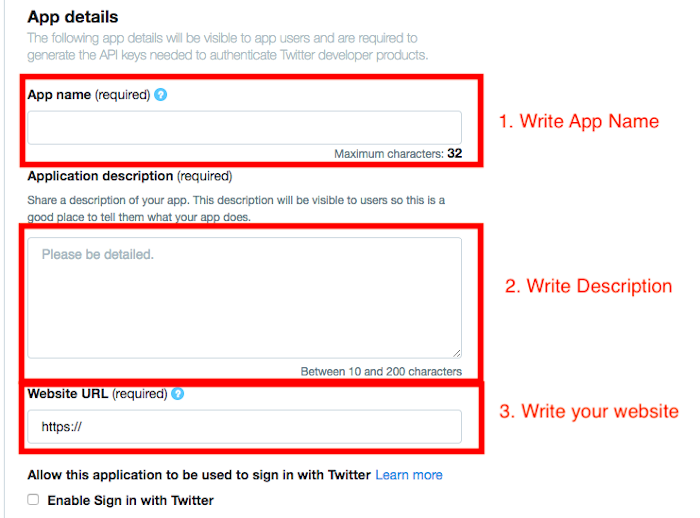 App details
The following app details will be visible to app users and are required to
generate the API keys needed to authenticate Twitter developer products.
App name (required) ?
1. Write App Name
Maximum characters: 32
Application description (required)
Share a description of your app. This description will be visible to users so this is a
good place to tell them what your app does.
Please be detailed.
2. Write Description
Between 10 and 200 characters
Website URL (required) ?
3. Write your website
https://
Allow this application to be used to sign in with Twitter Learn more
Enable Sign in with Twitter